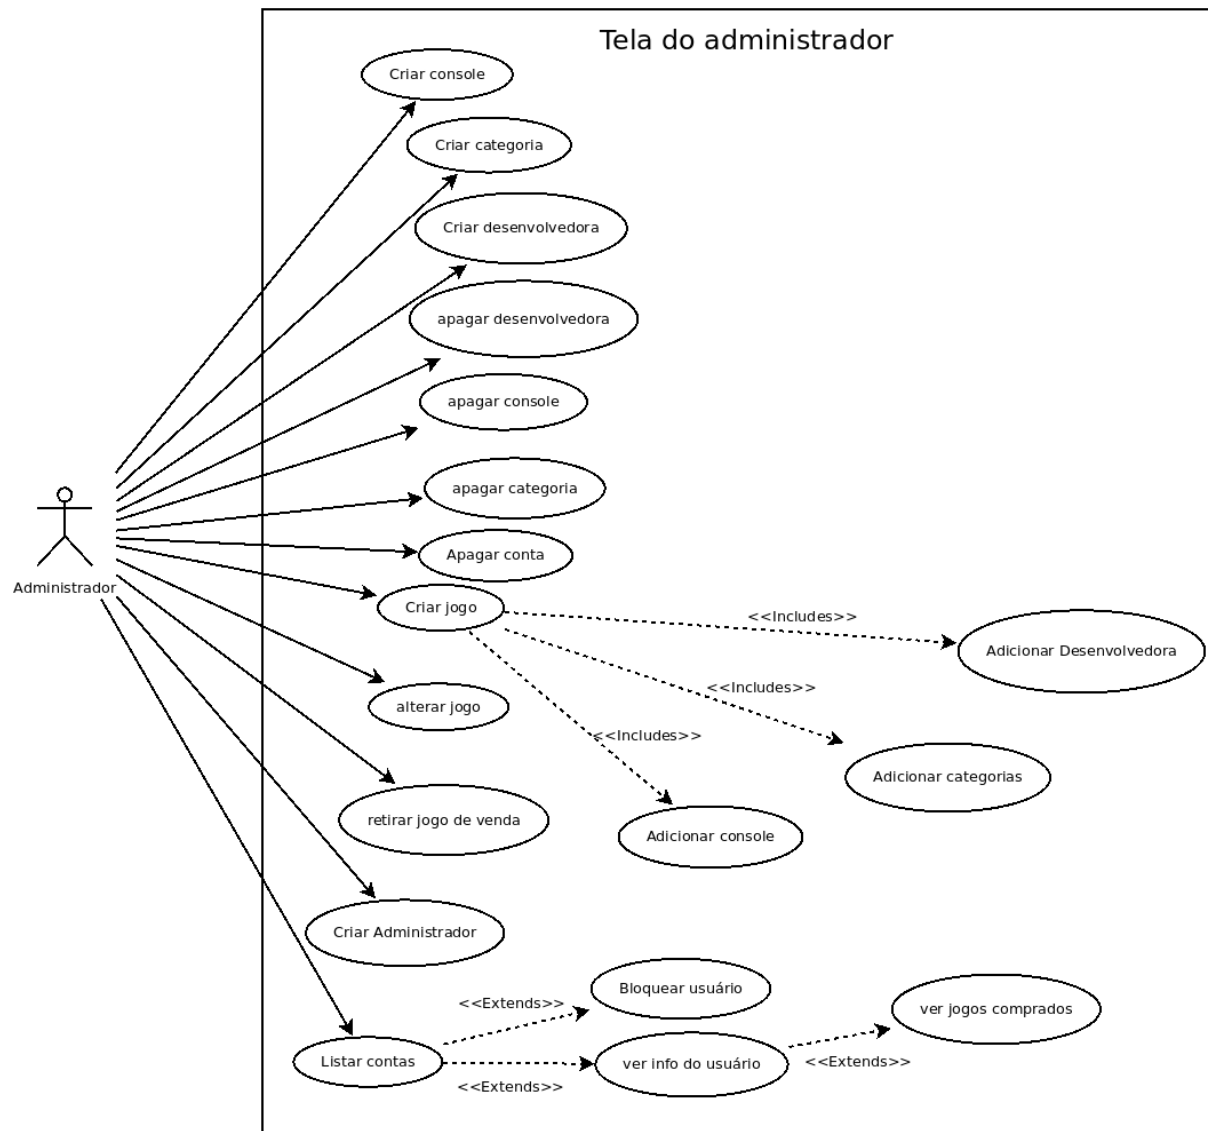 Tela do administrador
Criar console
Criar categoria
Criar desenvolvedora
apagar desenvolvedora
apagar console
apagar categoria
Apagar conta
Administrador
Criar jogo
<<Includes>>
Adicionar Desenvolvedora
<<Includes>>
alterar jogo
<<Includes>>
Adicionar categorias
retirar jogo de venda
Adicionar console
Criar Administrador
Bloquear usuário
<<Extends>>
ver jogos comprados
Listar contas
ver info do usuário
<<Extends>>
<<Extends>>